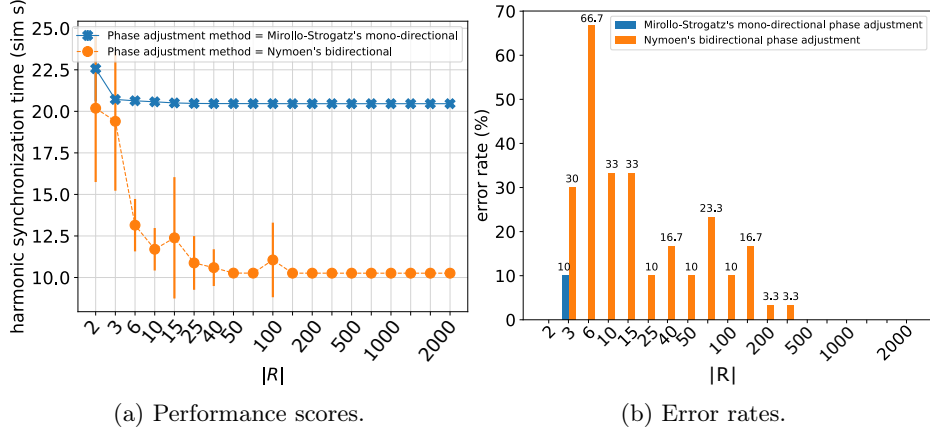 Phase adjustment method = Mirollo-Strogatz's mono-directional
Phase adjustment method = Nymoen's bidirectional
harmonic synchronization time (sim s)
22.5
20.0
17.5
15.0
12.5
10.0
2 3 6 10 15 25 40 50 100 200 500 1000 2000
|R|
(a) Performance scores.
Mirollo-Strogatz's mono-directional phase adjustment
Nymoen's bidirectional phase adjustment
error rate (%)
70
60
50
40
30
20
10
0
10 30 66.7 33 33 10 16.7 10 23.3 10 16.7 3.3 3.3
2 3 6 10 15 25 40 50 100 200 500 2000
|R|
(b) Error rates.